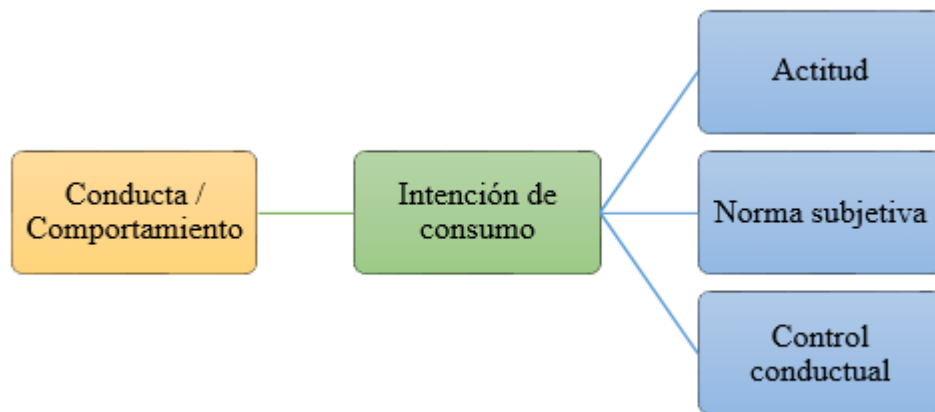 Conducta /
Comportamiento
Intención de
consumo
Actitud
Norma subjetiva
Control
conductual